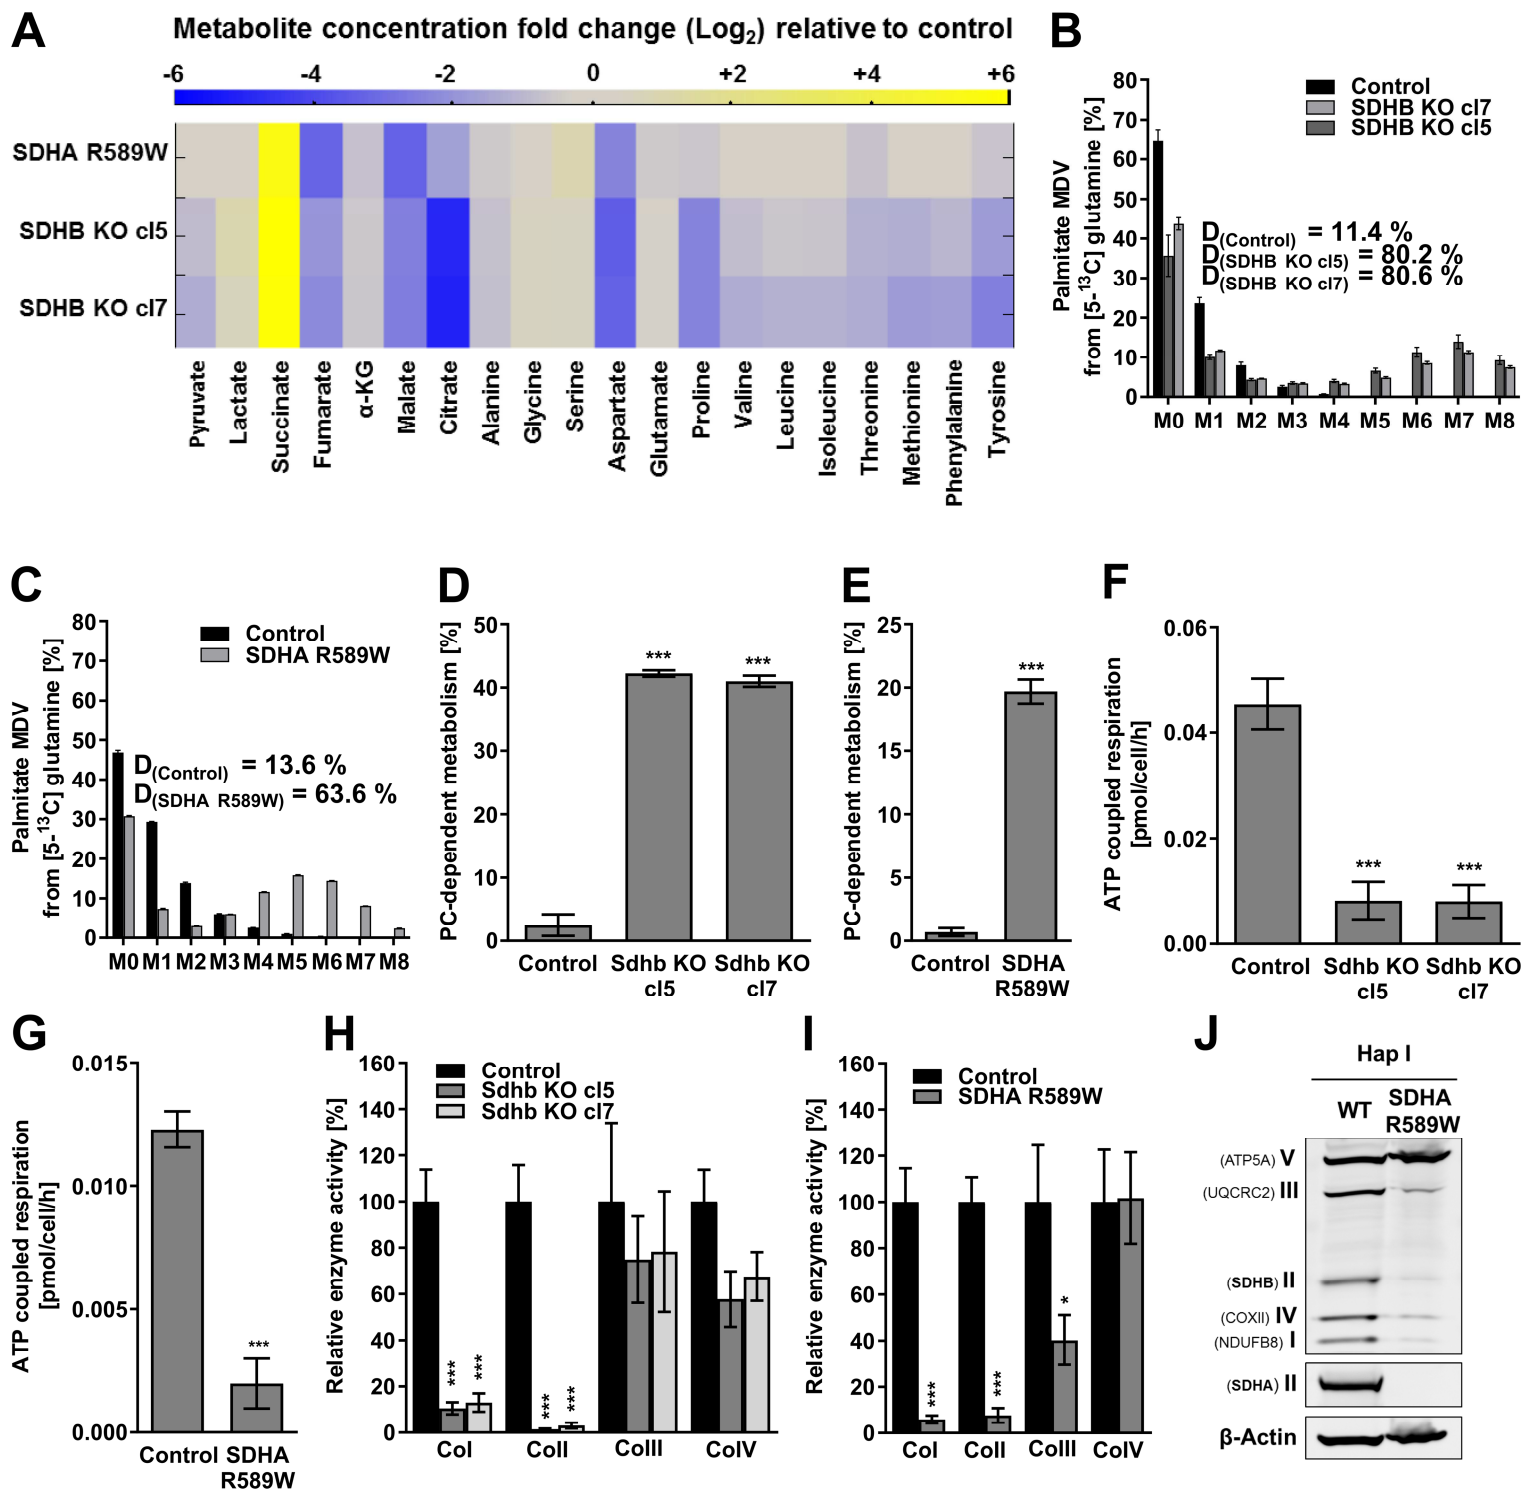 A
Metabolite concentration fold change (Log2) relative to control
-6 -4 -2 0 +2 +4 +6
SDHA R589W
SDHB KO cl5
SDHB KO cl7
Pyruvate
Lactate
Succinate
Fumarate
α-KG
Malate
Citrate
Alanine
Glycine
Serine
Aspartate
Glutamate
Proline
Valine
Leucine
Isoleucine
Threonine
Methionine
Phenylalanine
Tyrosine
B
Palmitate MDV
from [5-13C] glutamine [%]
80
70
60
50
40
30
20
10
0
Control
SDHB KO cl7
SDHB KO cl5
D(Control) = 11.4 %
D(SDHB KO cl5) = 80.2 %
D(SDHB KO cl7) = 80.6 %
M0 M1 M2 M3 M4 M5 M6 M7 M8
C
Palmitate MDV
from [5-13C] glutamine [%]
80
70
60
50
40
30
20
10
0
Control
SDHA R589W
D(Control) = 13.6 %
D(SDHA R589W) = 63.6 %
M0 M1 M2 M3 M4 M5 M6 M7 M8
D
PC-dependent metabolism [%]
50
40
30
20
10
0
*** ***
Control Sdhb KO Sdhb KO
cl5 cl7
E
PC-dependent metabolism [%]
25
20
15
10
5
0
***
Control SDHA
R589W
F
ATP coupled respiration
[pmol/cell/h]
0.06
0.04
0.02
0.00
*** ***
Control Sdhb KO Sdhb KO
cl5 cl7
G
ATP coupled respiration
[pmol/cell/h]
0.015
0.010
0.005
0.000
***
Control SDHA
R589W
H
Relative enzyme activity [%]
160
140
120
100
80
60
40
20
0
Control
Sdhb KO cl5
Sdhb KO cl7
*** *** *** ***
CoI CoII CoIII CoIV
I
Relative enzyme activity [%]
160
140
120
100
80
60
40
20
0
Control
SDHA R589W
*** *** *
CoI CoII CoIII CoIV
J
Hap I
WT SDHA
R589W
(ATP5A) V
(UQCRC2) III
(SDHB) II
(COXII) IV
(NDUFB8) I
(SDHA) II
β-Actin